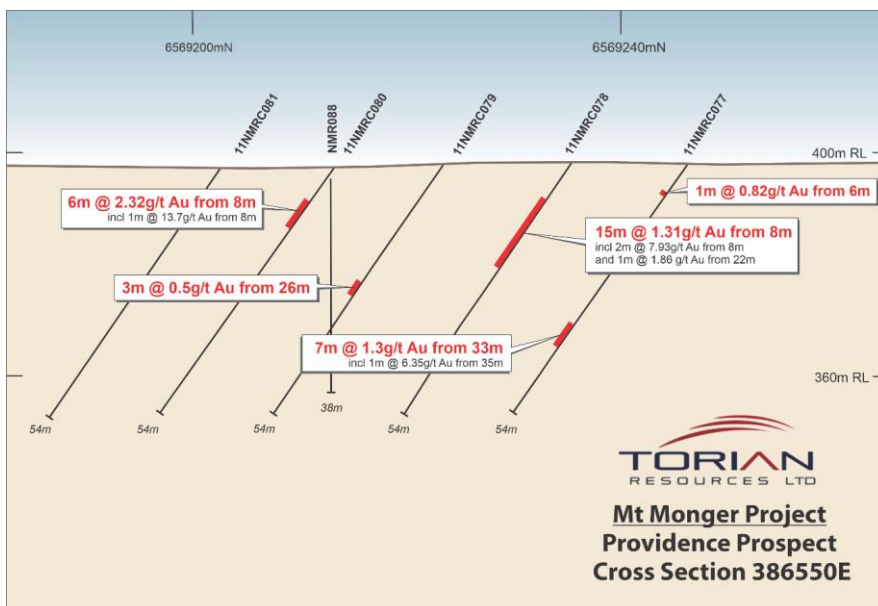 6569200mN
6569240mN
11NMRC081
NMR088
11NMRC080
11NMRC079
11NMRC078
11NMRC077
400m RL
6m @ 2.32g/t Au from 8m
incl 1m @ 13.7g/t Au from 8m
1m @ 0.82g/t Au from 6m
15m @ 1.31g/t Au from 8m
incl 2m @ 7.93g/t Au from 8m
and 1m @ 1.86 g/t Au from 22m
3m @ 0.5g/t Au from 26m
7m @ 1.3g/t Au from 33m
incl 1m @ 6.35g/t Au from 35m
360m RL
38m
54m
54m
54m
54m
54m
TORIAN
RESOURCES LTD
Mt Monger Project
Providence Prospect
Cross Section 386550E